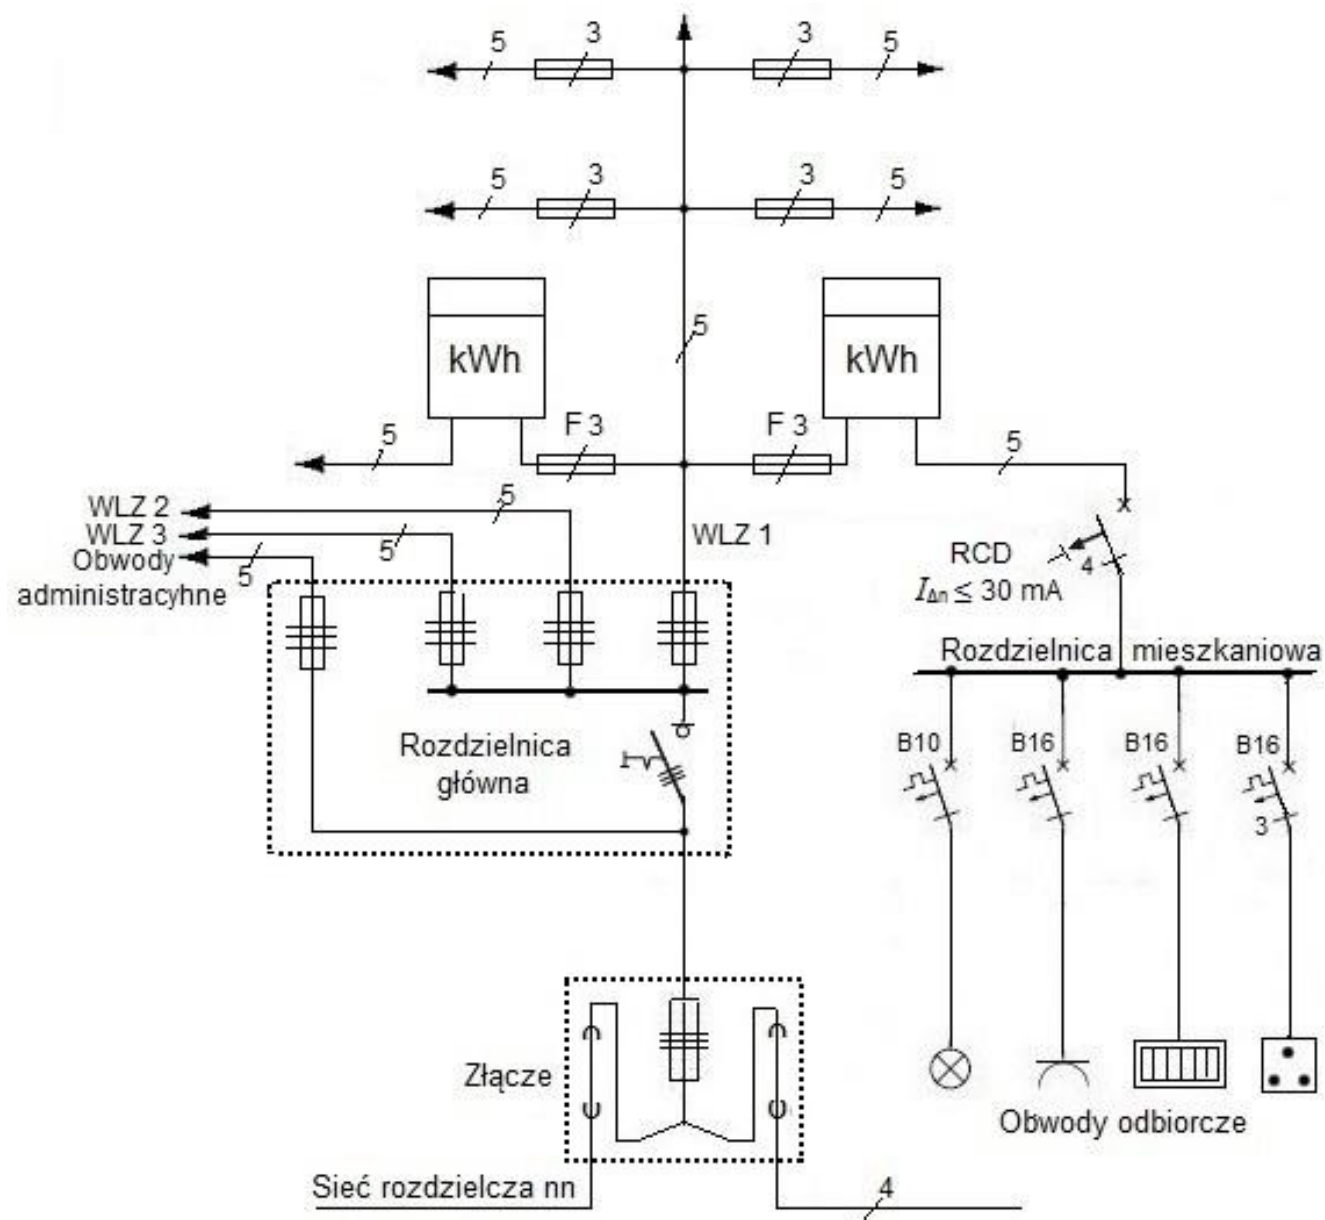 5 3 3 5
5 3 3 5
kWh 5 kWh
5 F 3 F 3 5
WLZ 2 5
WLZ 3 5 WLZ 1
Obwody 5
administracyhne
RCD 4
IΔn ≤ 30 mA
Rozdzielnica mieszkaniowa
Rozdzielnica
główna
B10 B16 B16 B16
3
Złącze
Obwody odbiorcze
Sieć rozdzielcza nn 4